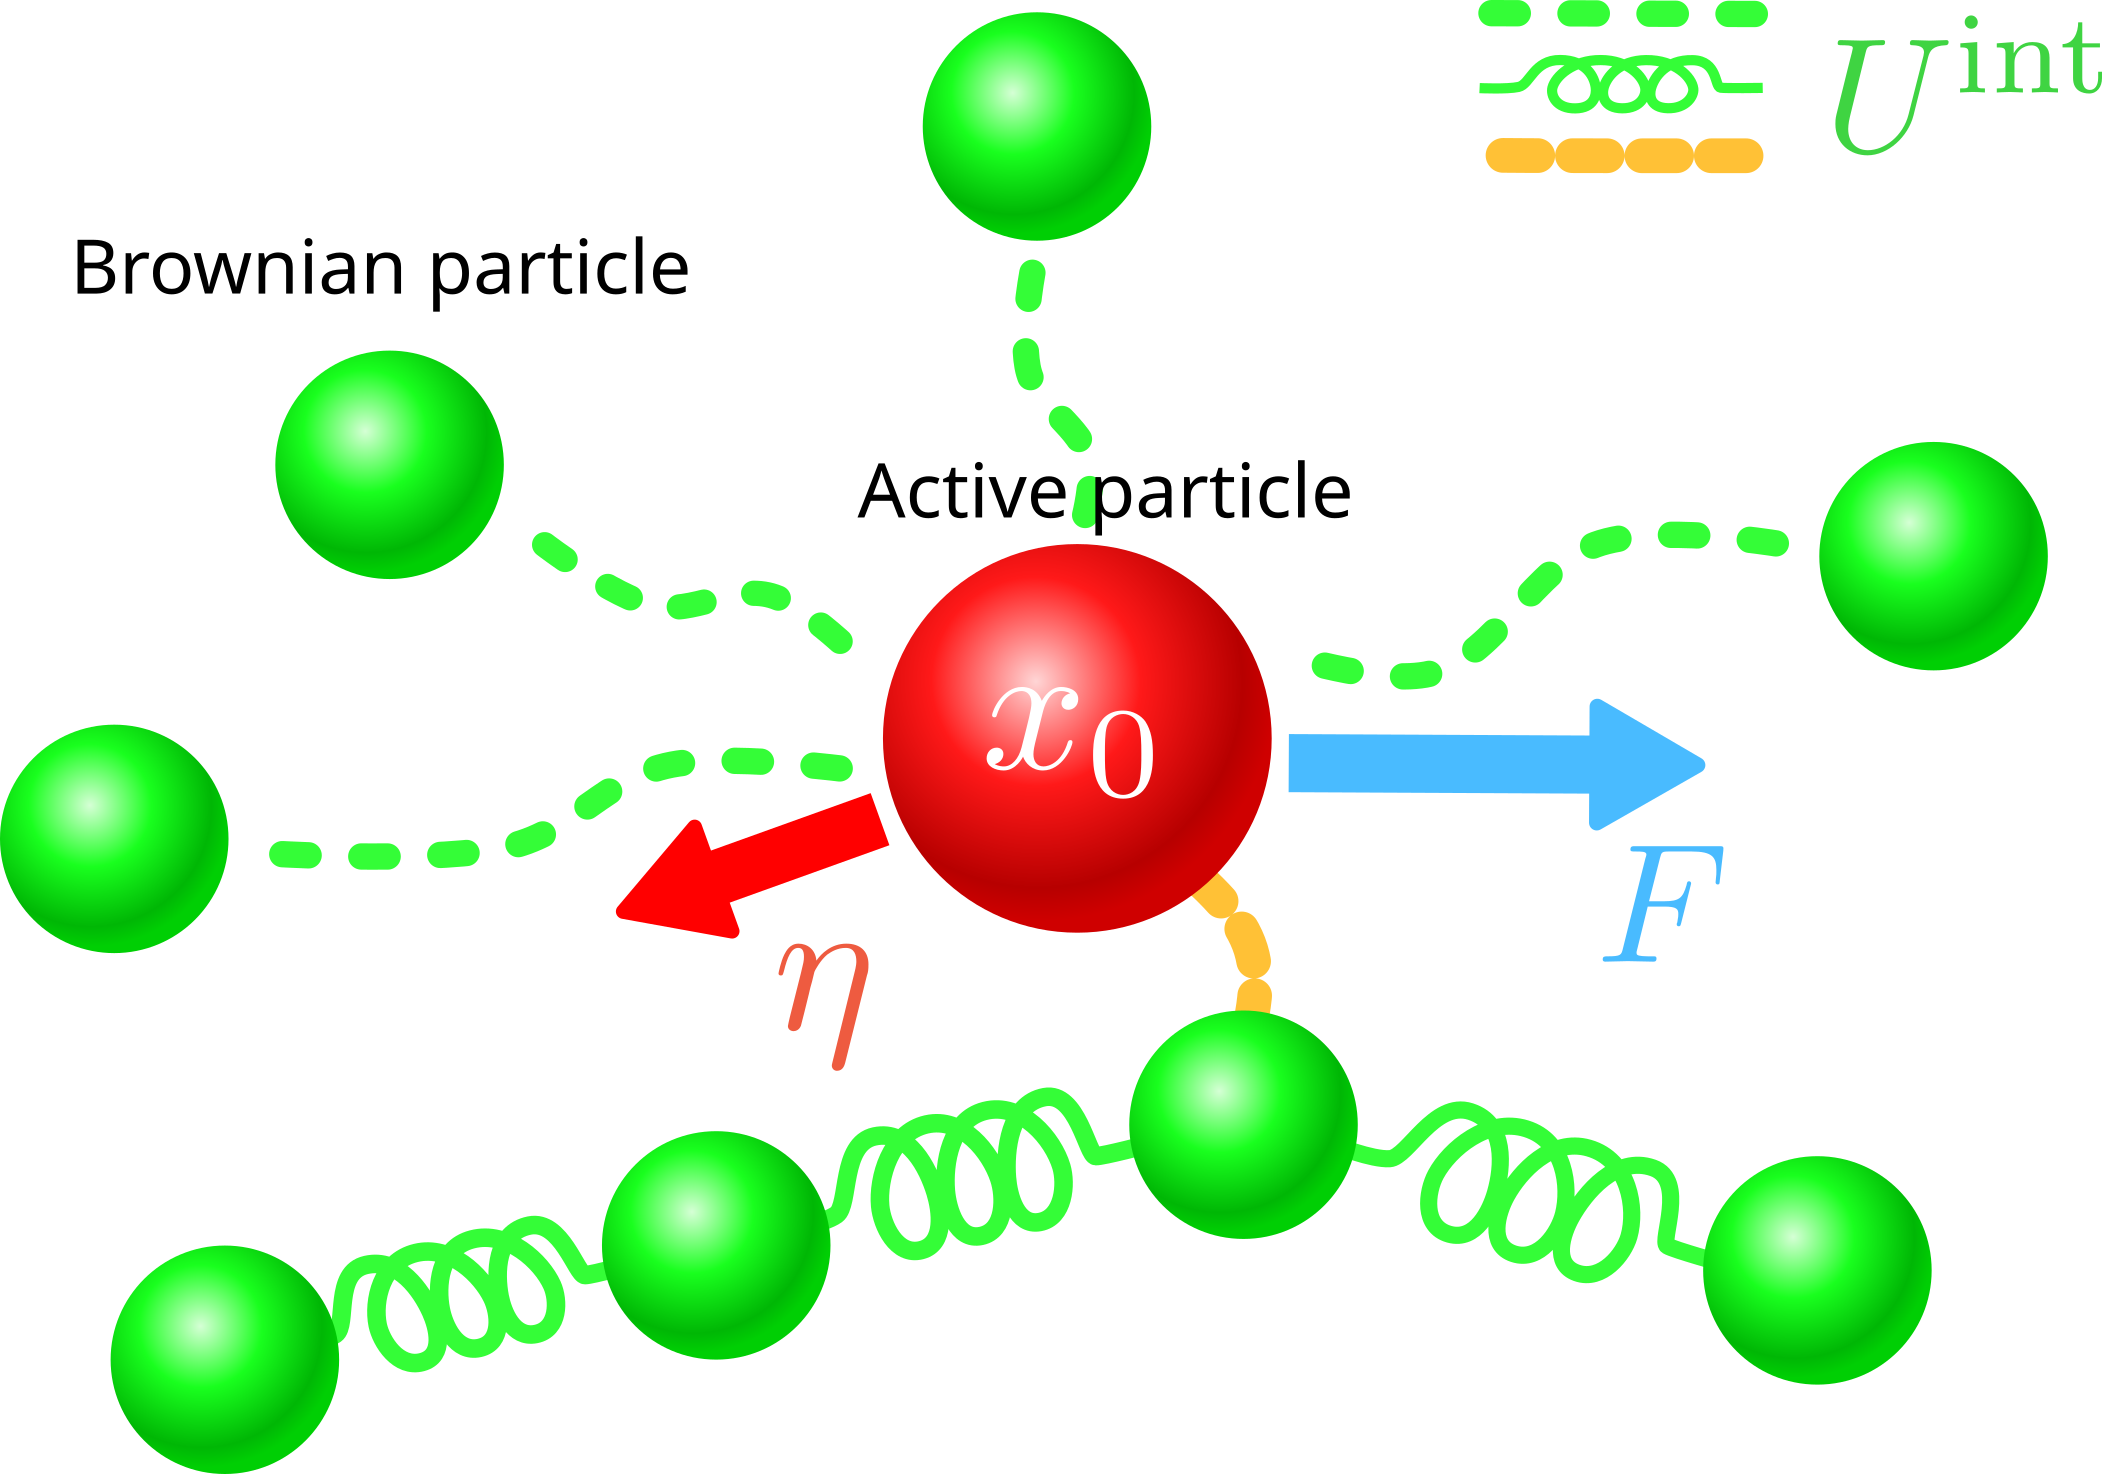 U^int
Brownian particle
Active particle
x_0
F
η